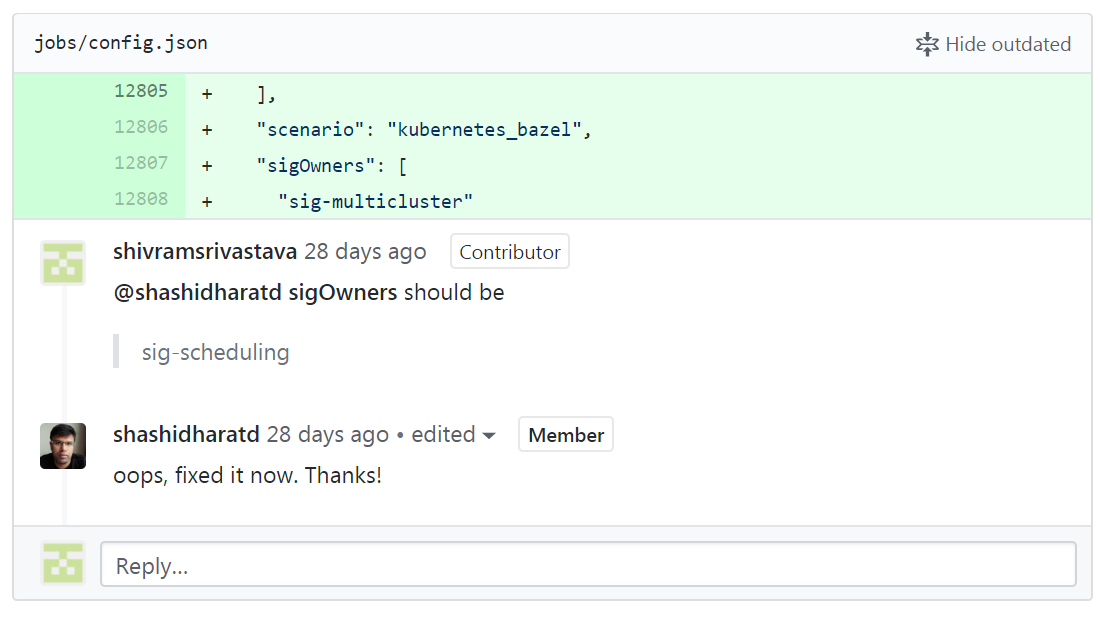 jobs/config.json Hide outdated
12805 + ],
12806 + "scenario": "kubernetes_bazel",
12807 + "sigOwners": [
12808 + "sig-multicluster"
shivramsrivastava 28 days ago Contributor
@shashidharatd sigOwners should be
sig-scheduling
shashidharatd 28 days ago • edited Member
oops, fixed it now. Thanks!
Reply...